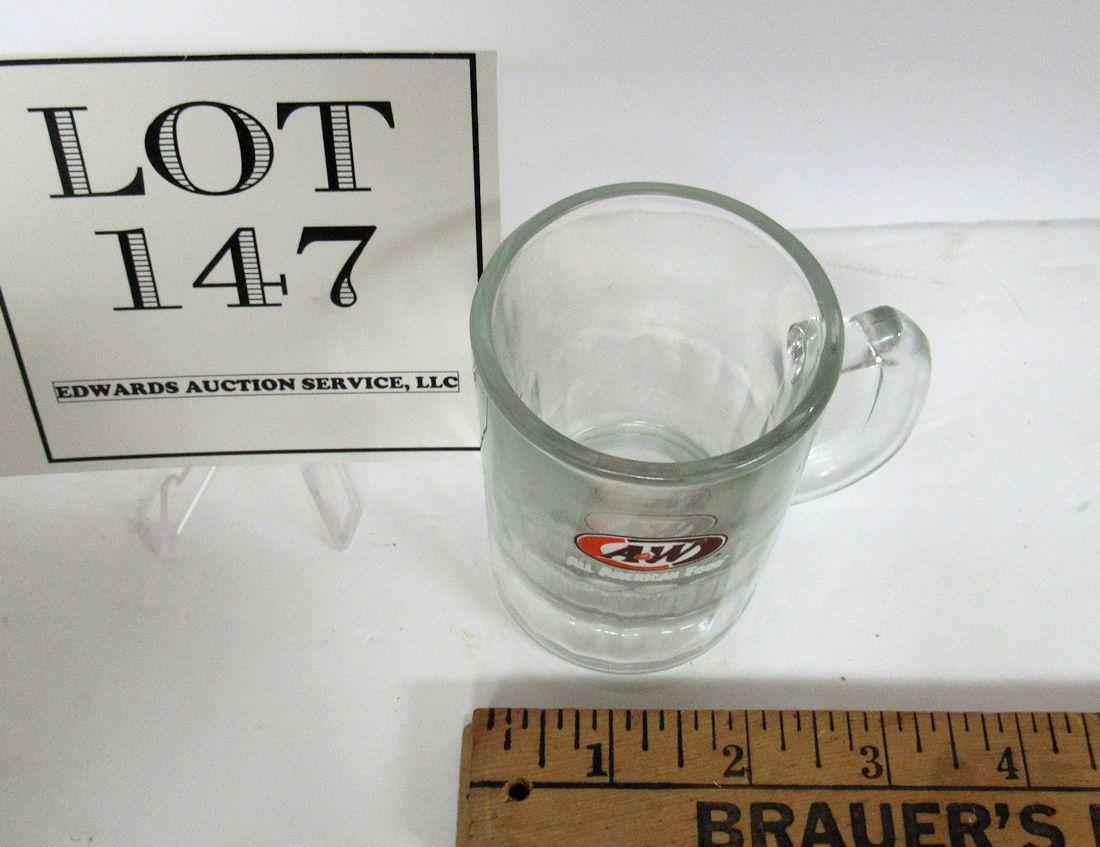 LOT
147
EDWARDS AUCTION SERVICE, LLC
A&W
ALL AMERICAN FOOD
1 2 3 4
BRAUER'S